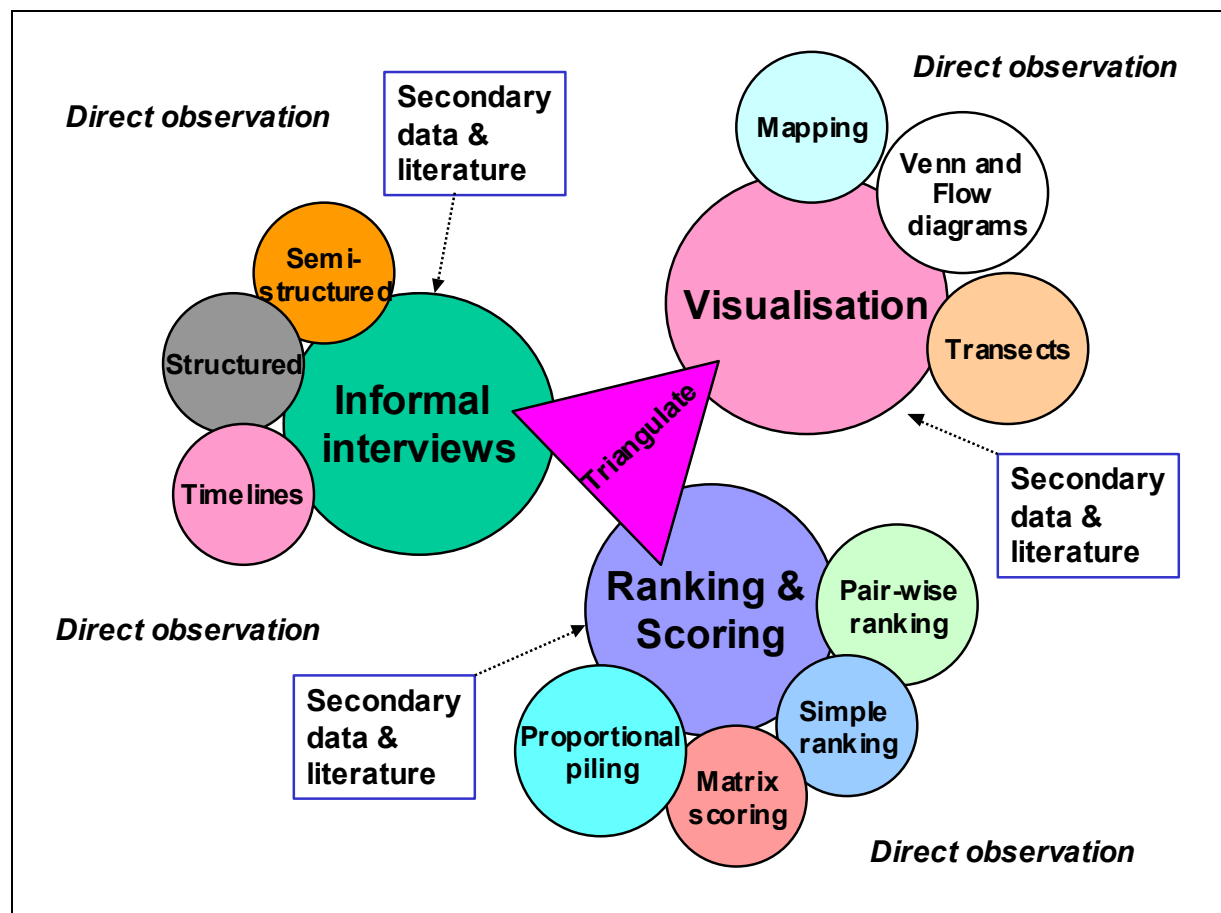 Direct observation
Direct observation
Secondary
data &
literature
Mapping
Venn and
Flow
diagrams
Semi-
structured
Visualisation
Structured
Transects
Informal
interviews
Triangulate
Timelines
Secondary
data &
literature
Ranking &
Scoring
Pair-wise
ranking
Direct observation
Secondary
data &
literature
Simple
ranking
Proportional
piling
Matrix
scoring
Direct observation